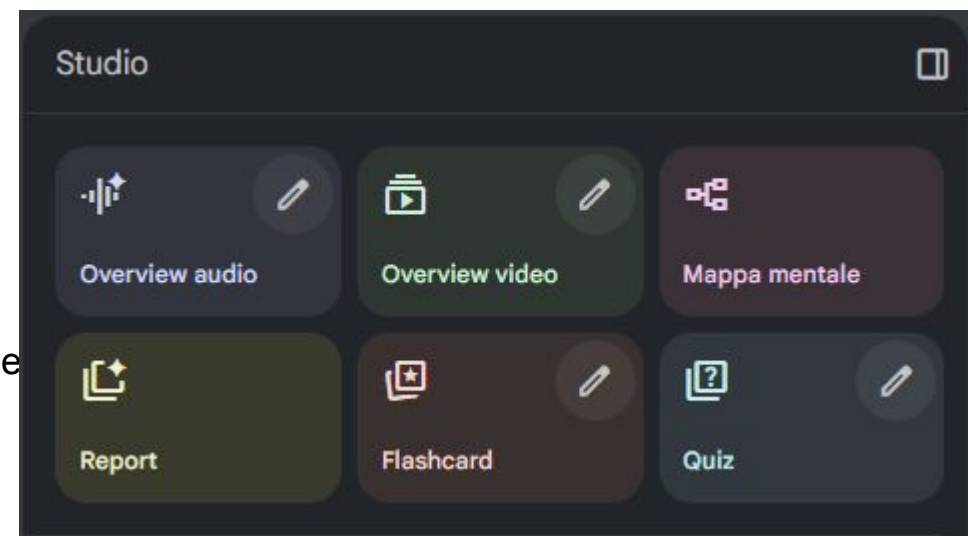 Studio
Overview audio
Overview video
Mappa mentale
e
Report
Flashcard
Quiz